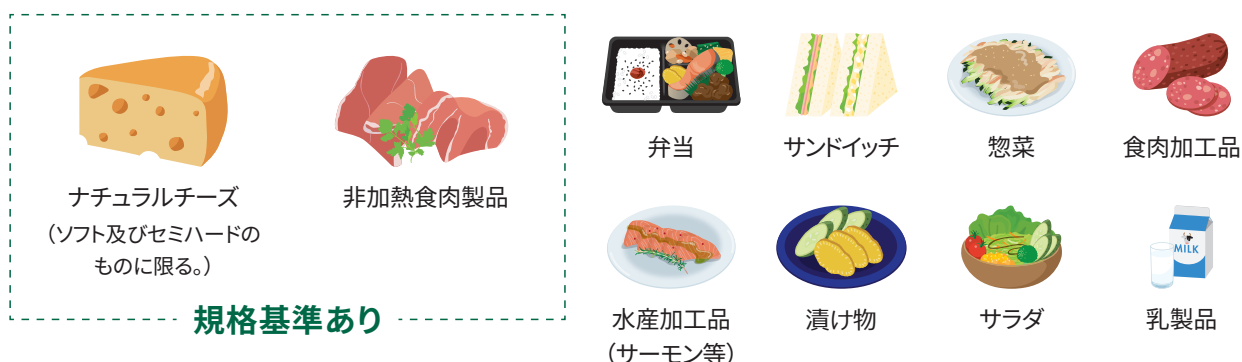 ナチュラルチーズ
（ソフト及びセミハードの
ものに限る。）
非加熱食肉製品
規格基準あり
弁当
サンドイッチ
惣菜
食肉加工品
水産加工品
（サーモン等）
漬け物
サラダ
MILK
乳製品